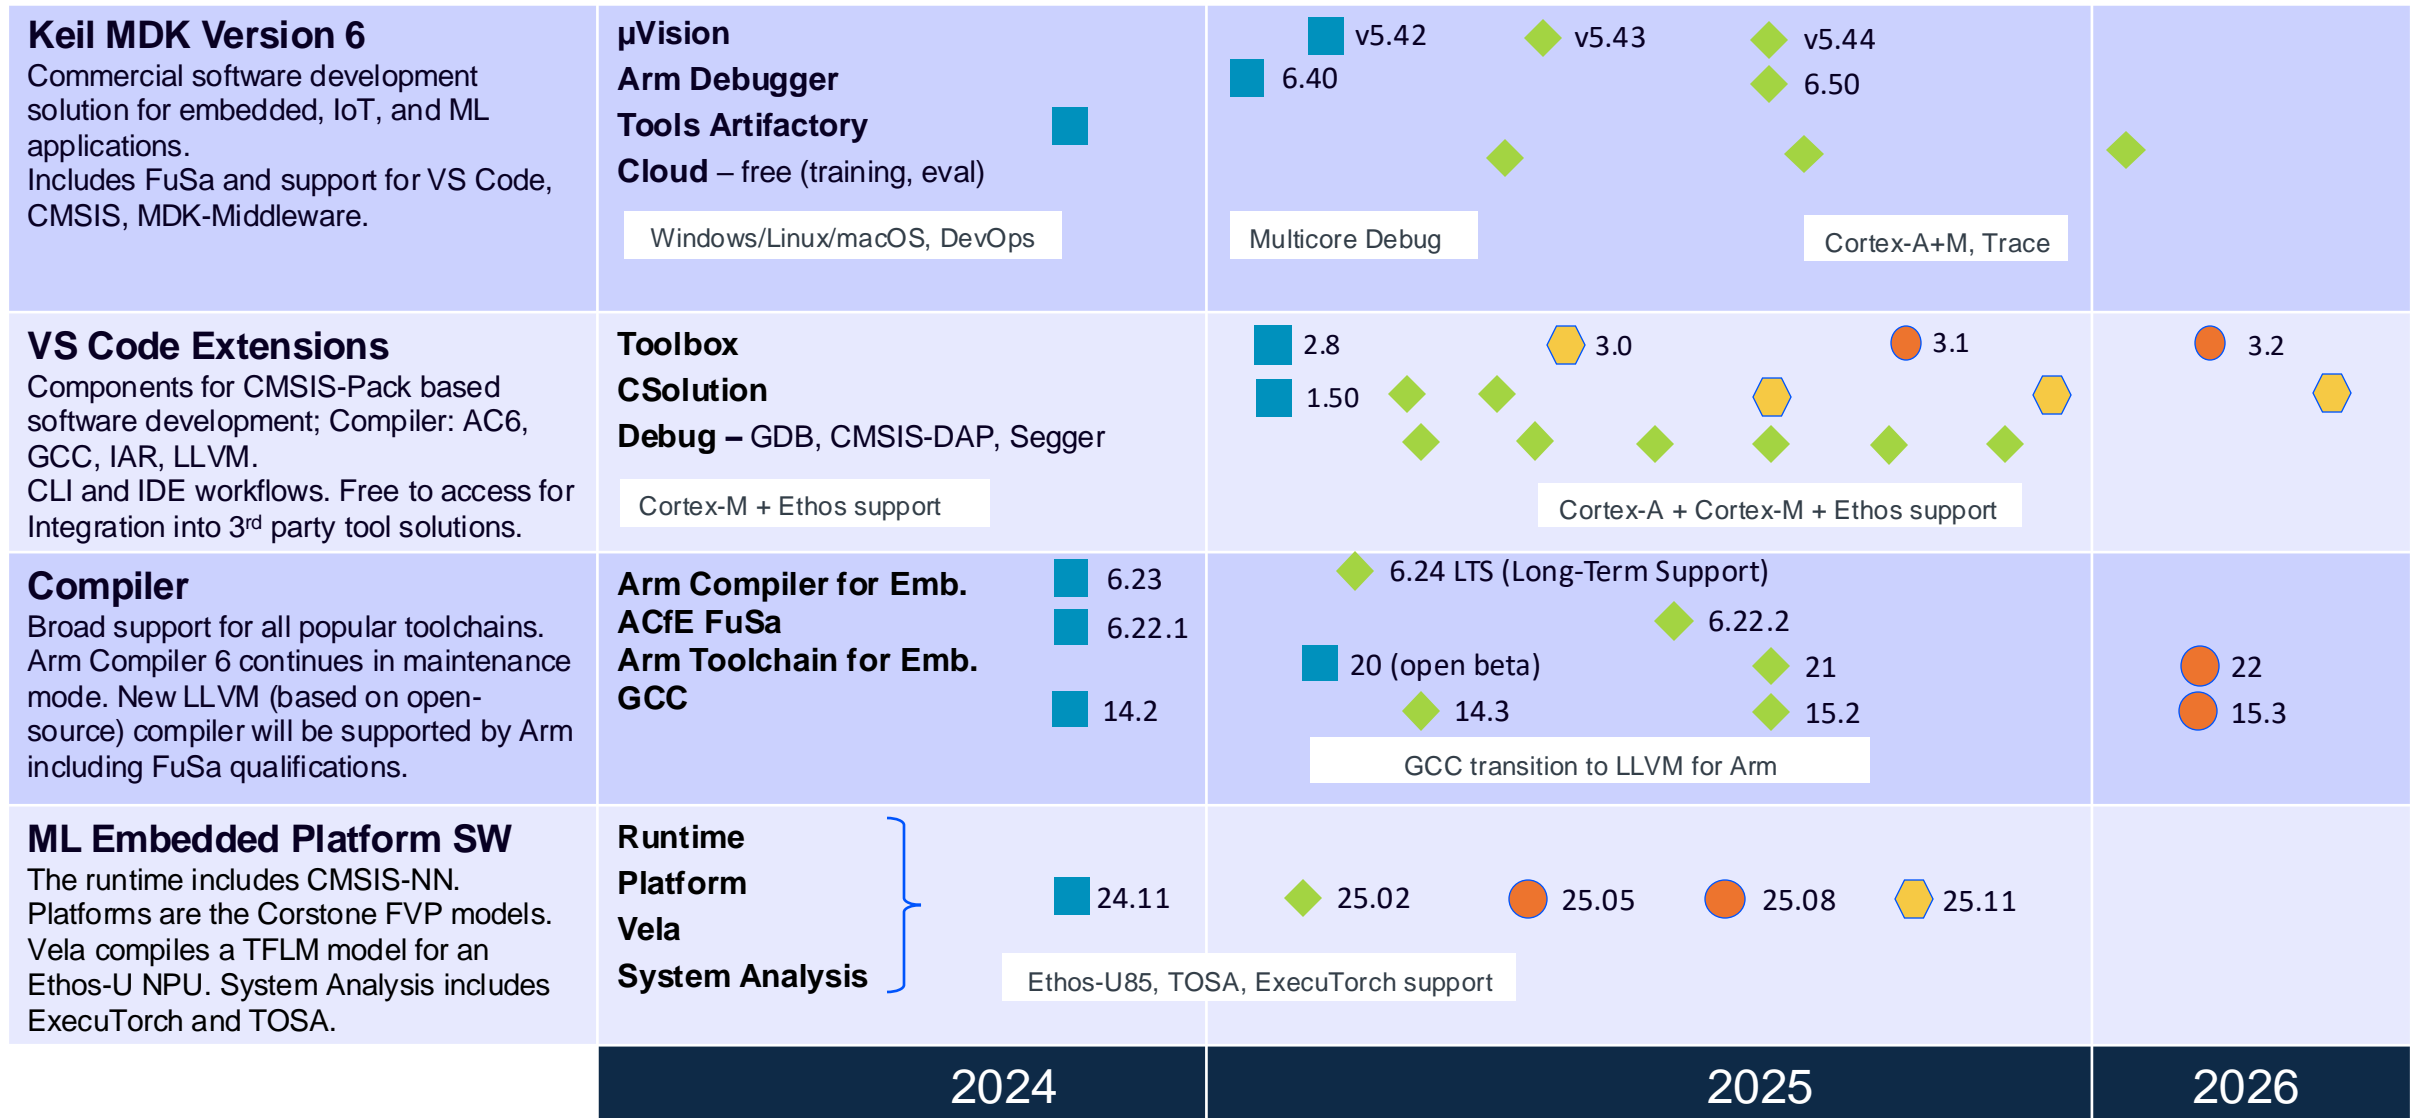 Keil MDK Version 6
Commercial software development
solution for embedded, IoT, and ML
applications.
Includes FuSa and support for VS Code,
CMSIS, MDK-Middleware.
µVision
Arm Debugger
Tools Artifactory
Cloud – free (training, eval)
Windows/Linux/macOS, DevOps
v5.42
v5.43
v5.44
6.40
6.50
Multicore Debug
Cortex-A+M, Trace
VS Code Extensions
Components for CMSIS-Pack based
software development; Compiler: AC6,
GCC, IAR, LLVM.
CLI and IDE workflows. Free to access for
Integration into 3rd party tool solutions.
Toolbox
CSolution
Debug – GDB, CMSIS-DAP, Segger
Cortex-M + Ethos support
2.8
3.0
3.1
3.2
1.50
Cortex-A + Cortex-M + Ethos support
Compiler
Broad support for all popular toolchains.
Arm Compiler 6 continues in maintenance
mode. New LLVM (based on open-
source) compiler will be supported by Arm
including FuSa qualifications.
Arm Compiler for Emb.
ACfE FuSa
Arm Toolchain for Emb.
GCC
6.23
6.24 LTS (Long-Term Support)
6.22.1
6.22.2
20 (open beta)
21
22
14.2
14.3
15.2
15.3
GCC transition to LLVM for Arm
ML Embedded Platform SW
The runtime includes CMSIS-NN.
Platforms are the Corstone FVP models.
Vela compiles a TFLM model for an
Ethos-U NPU. System Analysis includes
ExecuTorch and TOSA.
Runtime
Platform
Vela
System Analysis
24.11
25.02
25.05
25.08
25.11
Ethos-U85, TOSA, ExecuTorch support
2024
2025
2026